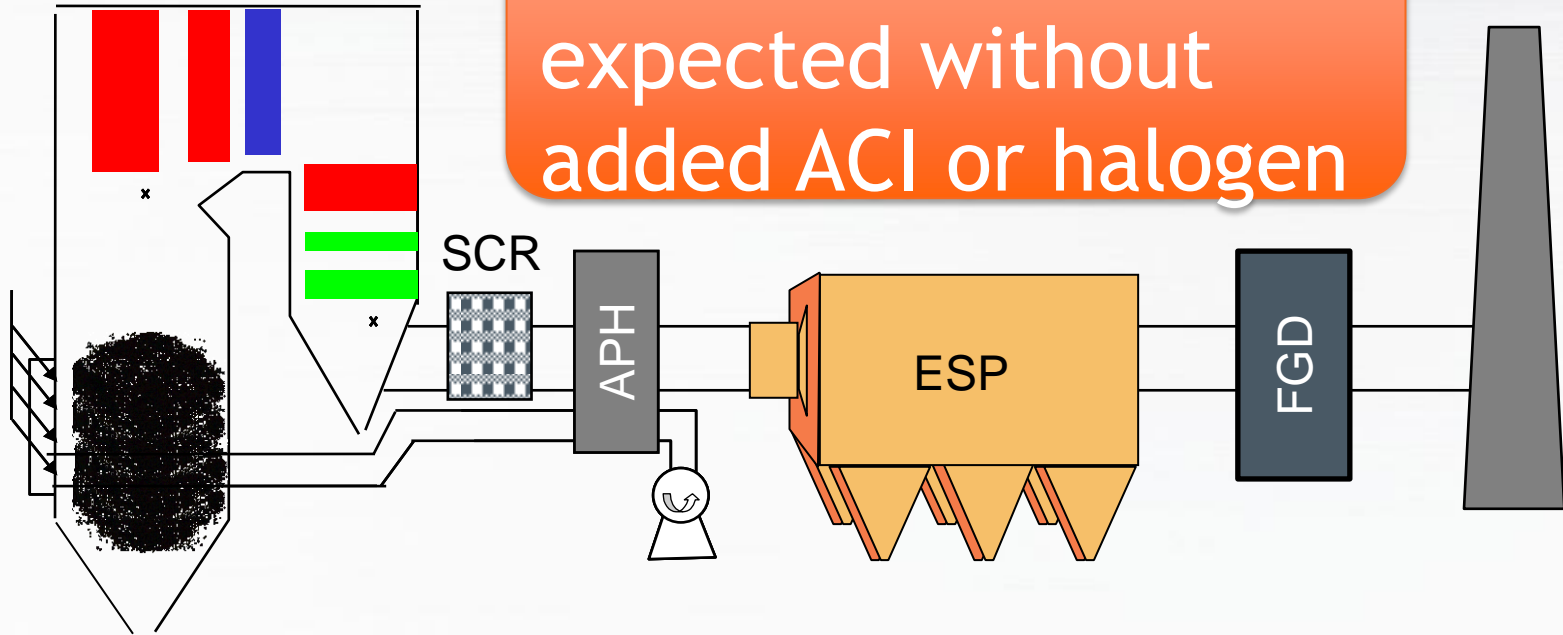 expected without
added ACI or halogen
SCR
APH
ESP
FGD